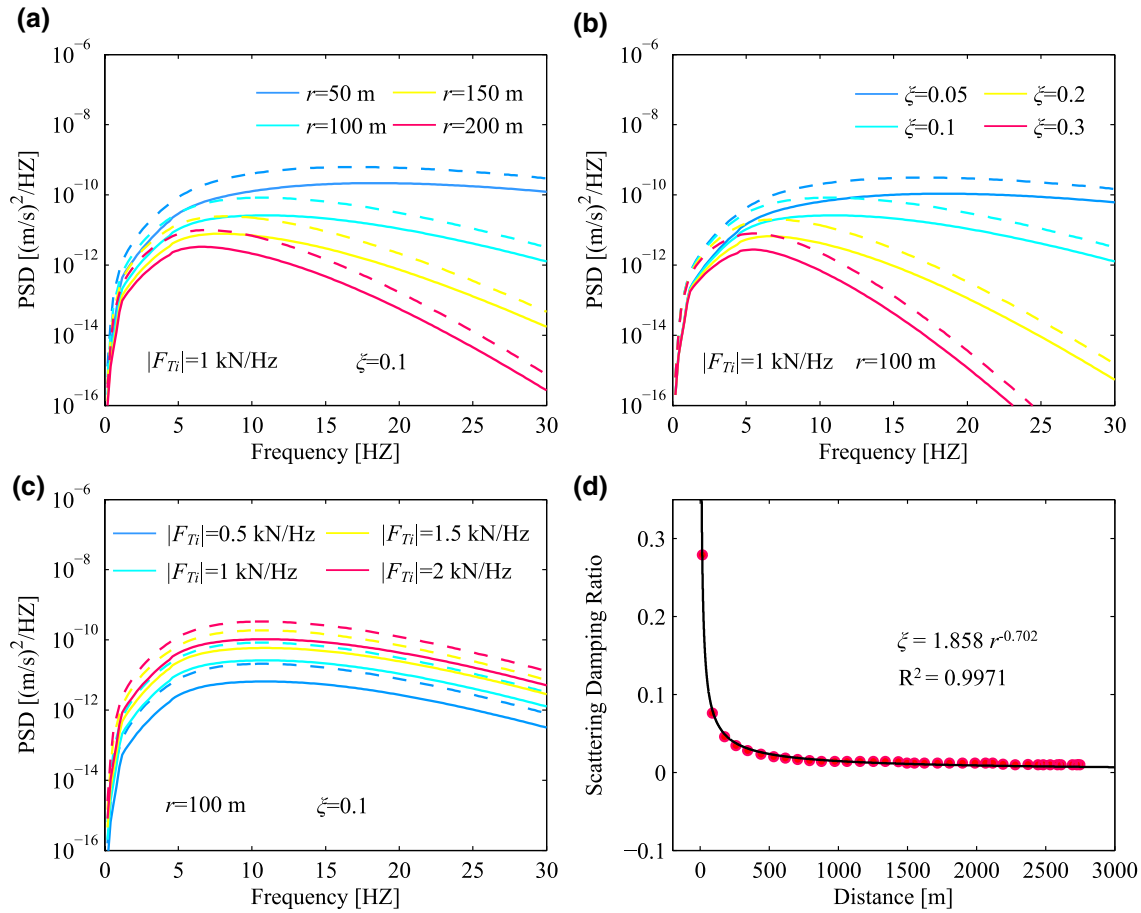 (a)
PSD [(m/s)²/HZ]
10⁻⁶
10⁻⁸
10⁻¹⁰
10⁻¹²
10⁻¹⁴
10⁻¹⁶
r=50 m r=150 m
r=100 m r=200 m
|F_Ti|=1 kN/Hz ξ=0.1
0 5 10 15 20 25 30
Frequency [HZ]
(b)
PSD [(m/s)²/HZ]
10⁻⁶
10⁻⁸
10⁻¹⁰
10⁻¹²
10⁻¹⁴
10⁻¹⁶
ξ=0.05 ξ=0.2
ξ=0.1 ξ=0.3
|F_Ti|=1 kN/Hz r=100 m
0 5 10 15 20 25 30
Frequency [HZ]
(c)
PSD [(m/s)²/HZ]
10⁻⁶
10⁻⁸
10⁻¹⁰
10⁻¹²
10⁻¹⁴
10⁻¹⁶
|F_Ti|=0.5 kN/Hz |F_Ti|=1.5 kN/Hz
|F_Ti|=1 kN/Hz |F_Ti|=2 kN/Hz
r=100 m ξ=0.1
0 5 10 15 20 25 30
Frequency [HZ]
(d)
Scattering Damping Ratio
0.3
0.2
0.1
0
−0.1
ξ = 1.858 r⁻⁰·⁷⁰²
R² = 0.9971
0 500 1000 1500 2000 2500 3000
Distance [m]